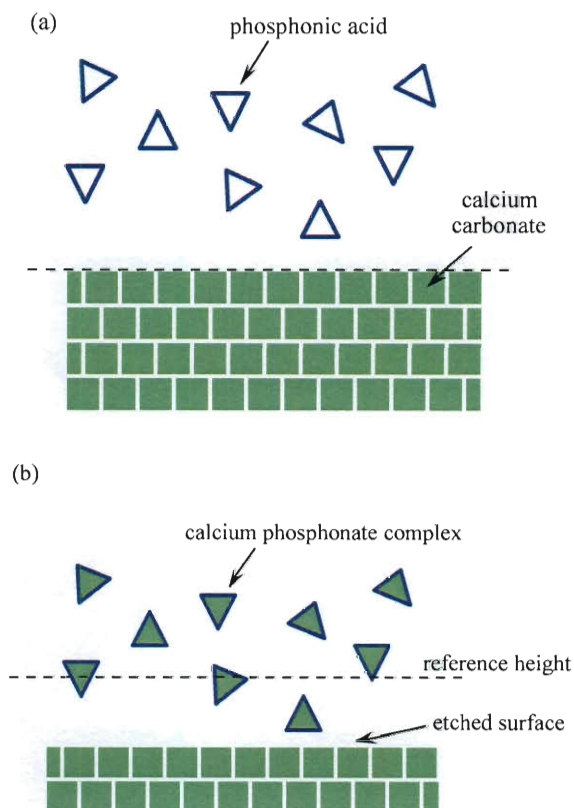 (a)
phosphonic acid
calcium
carbonate
(b)
calcium phosphonate complex
reference height
etched surface